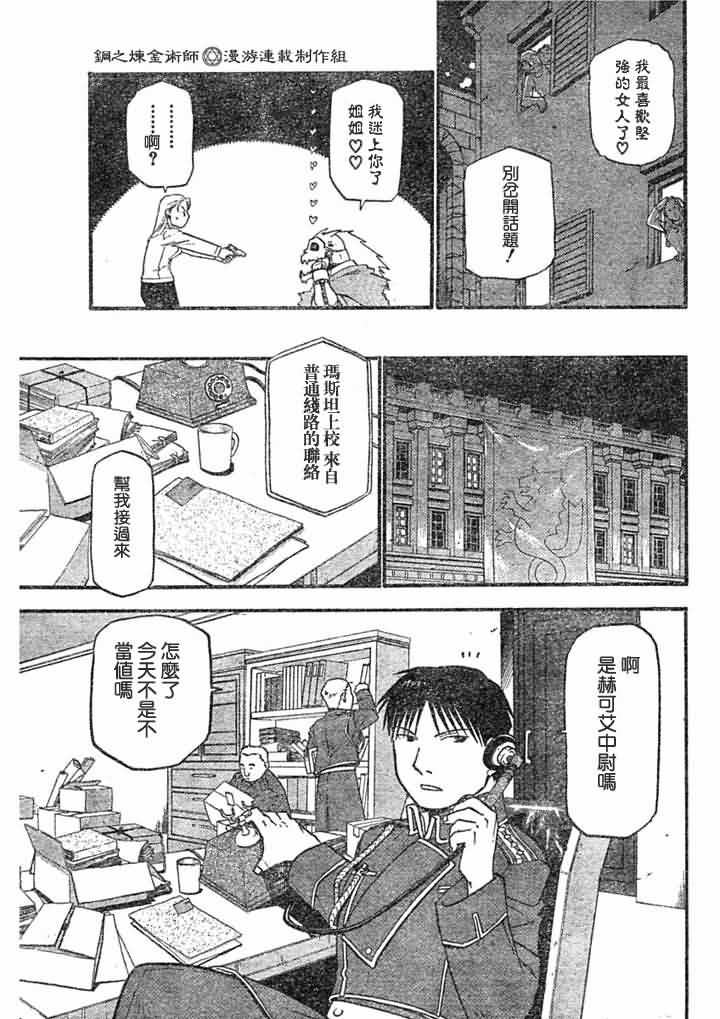 鋼之煉金術師 漫游連載制作組
我最喜歡堅
強的女人了♡
別岔開話題！
我迷上你了
姐姐♡♡
………
………啊？
瑪斯坦上校 來自
普通綫路的聯絡
幫我接過來
啊
是赫可艾中尉嗎
怎麼了
今天不是不
當值嗎